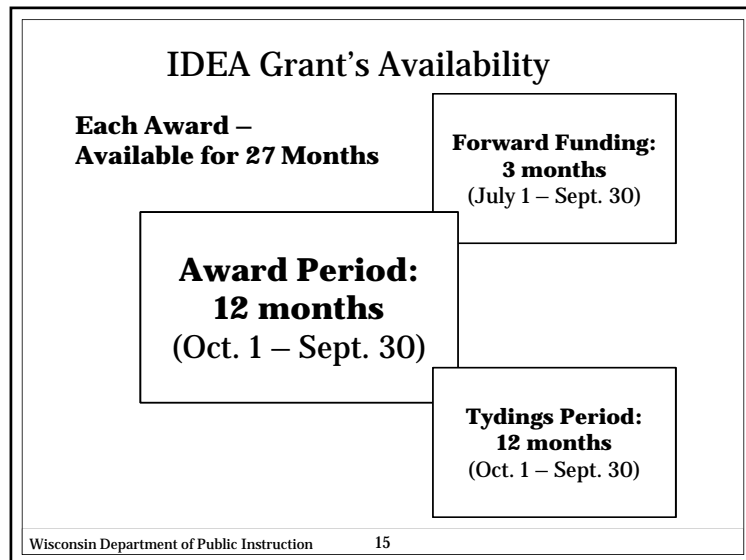 IDEA Grant's Availability
Each Award –
Available for 27 Months
Forward Funding:
3 months
(July 1 – Sept. 30)
Award Period:
12 months
(Oct. 1 – Sept. 30)
Tydings Period:
12 months
(Oct. 1 – Sept. 30)
Wisconsin Department of Public Instruction 15